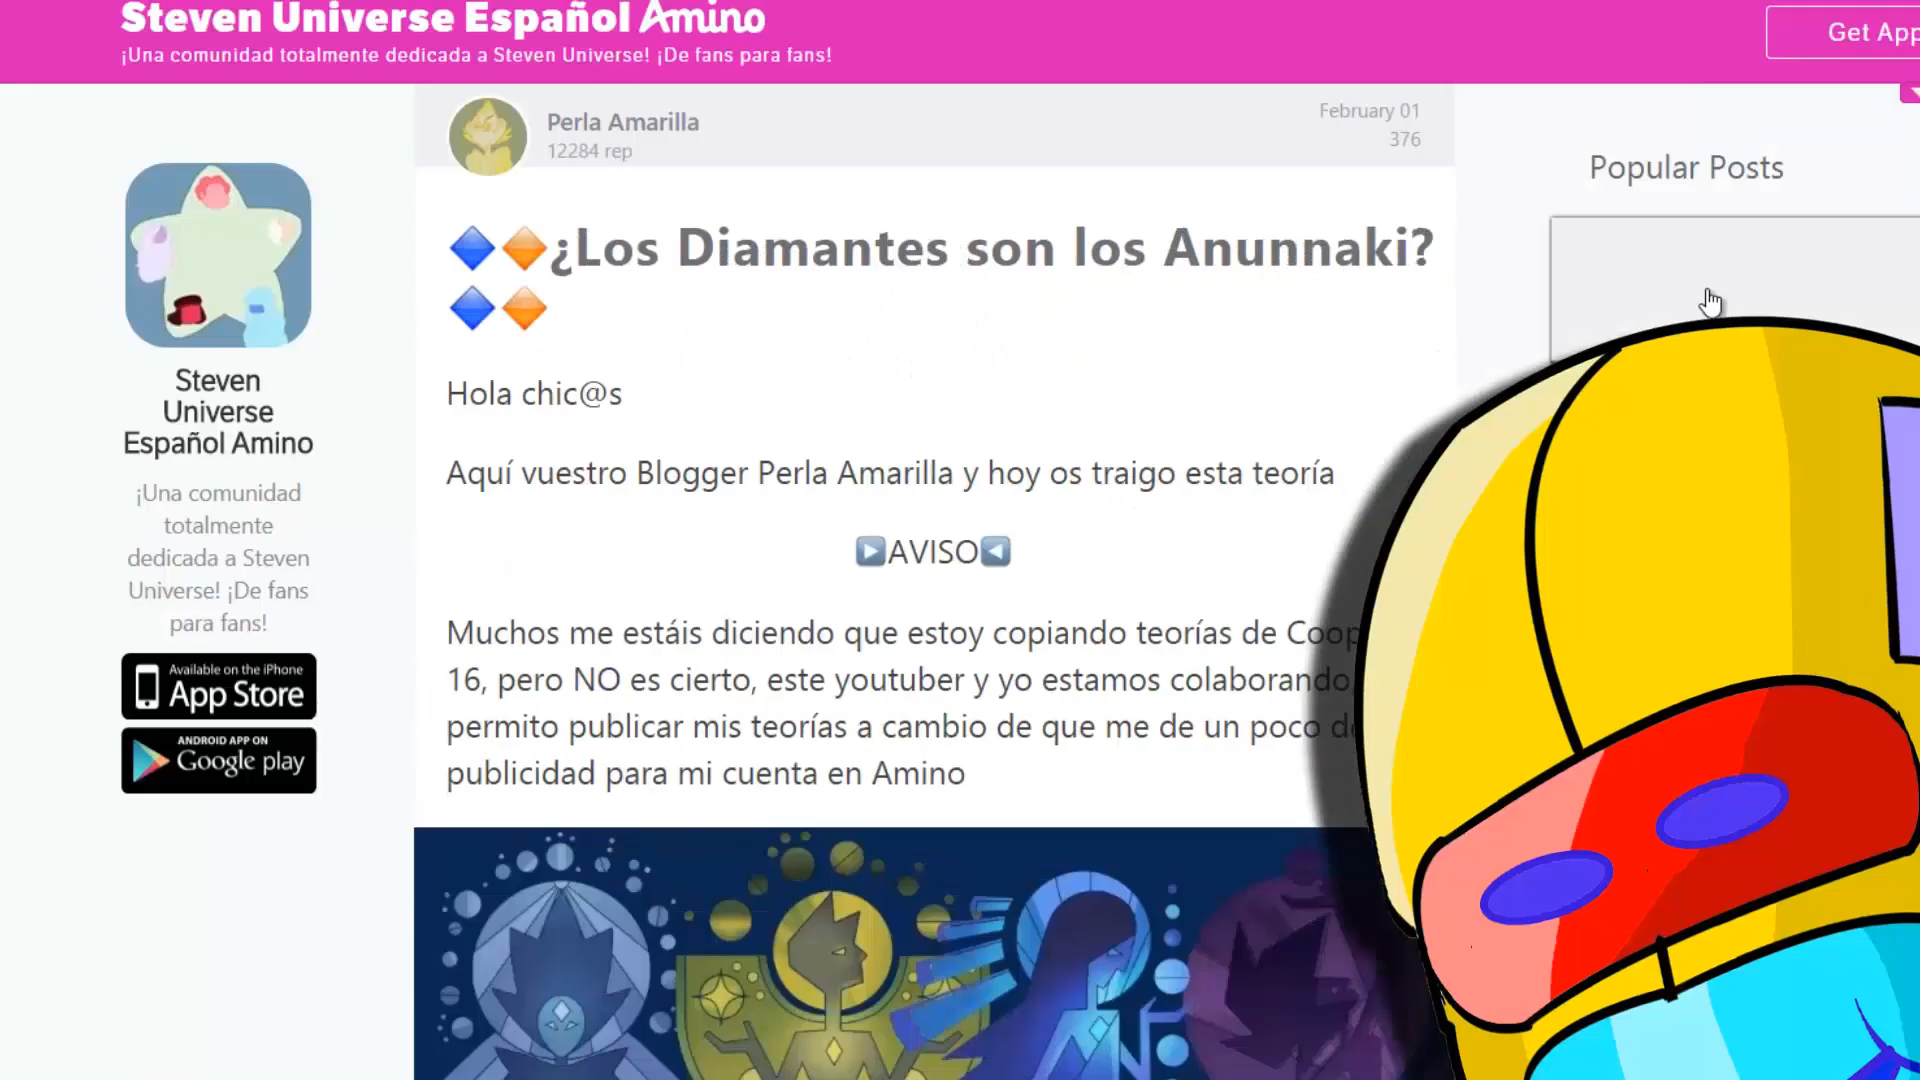 Steven Universe Español Amino
¡Una comunidad totalmente dedicada a Steven Universe! ¡De fans para fans!
Get App
Perla Amarilla
12284 rep
February 01
376
Popular Posts
¿Los Diamantes son los Anunnaki?
Hola chic@s
Aquí vuestro Blogger Perla Amarilla y hoy os traigo esta teoría
AVISO
Muchos me estáis diciendo que estoy copiando teorías de
16, pero NO es cierto, este youtuber y yo estamos colaborando
permito publicar mis teorías a cambio de que me de un poco de
publicidad para mi cuenta en Amino
Steven
Universe
Español Amino
¡Una comunidad
totalmente
dedicada a Steven
Universe! ¡De fans
para fans!
Available on the iPhone
App Store
ANDROID APP ON
Google play